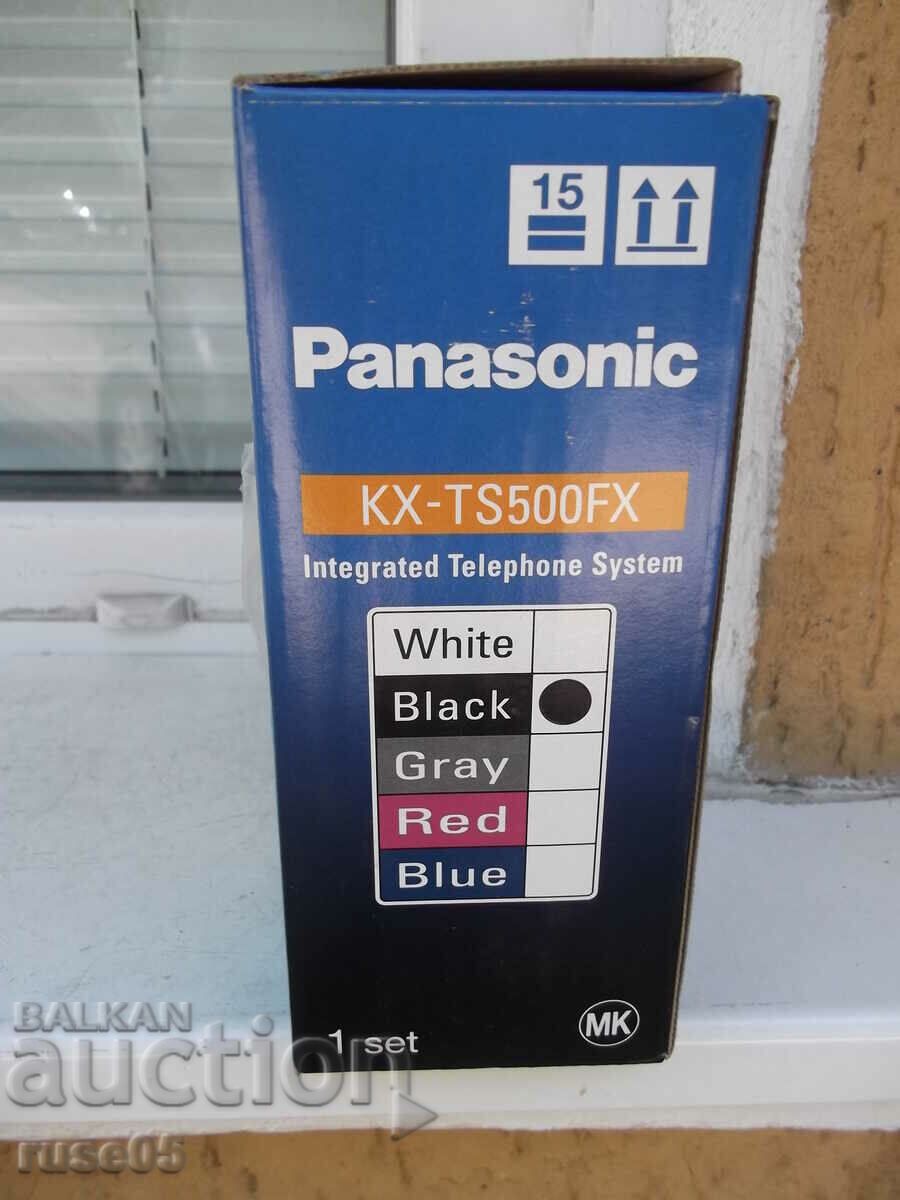 15
Panasonic
KX-TS500FX
Integrated Telephone System
White
Black
Gray
Red
Blue
1 set
MK
BALKAN
auction
ruse05